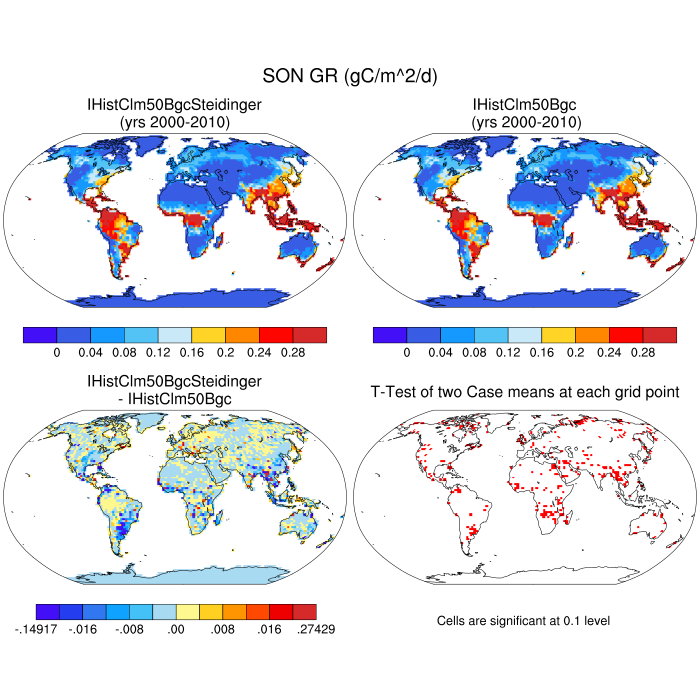 SON GR (gC/m^2/d)
IHistClm50BgcSteidinger
(yrs 2000-2010)
IHistClm50Bgc
(yrs 2000-2010)
0 0.04 0.08 0.12 0.16 0.2 0.24 0.28
0 0.04 0.08 0.12 0.16 0.2 0.24 0.28
IHistClm50BgcSteidinger
- IHistClm50Bgc
T-Test of two Case means at each grid point
-.14917 -.016 -.008 .00 .008 .016 .27429
Cells are significant at 0.1 level